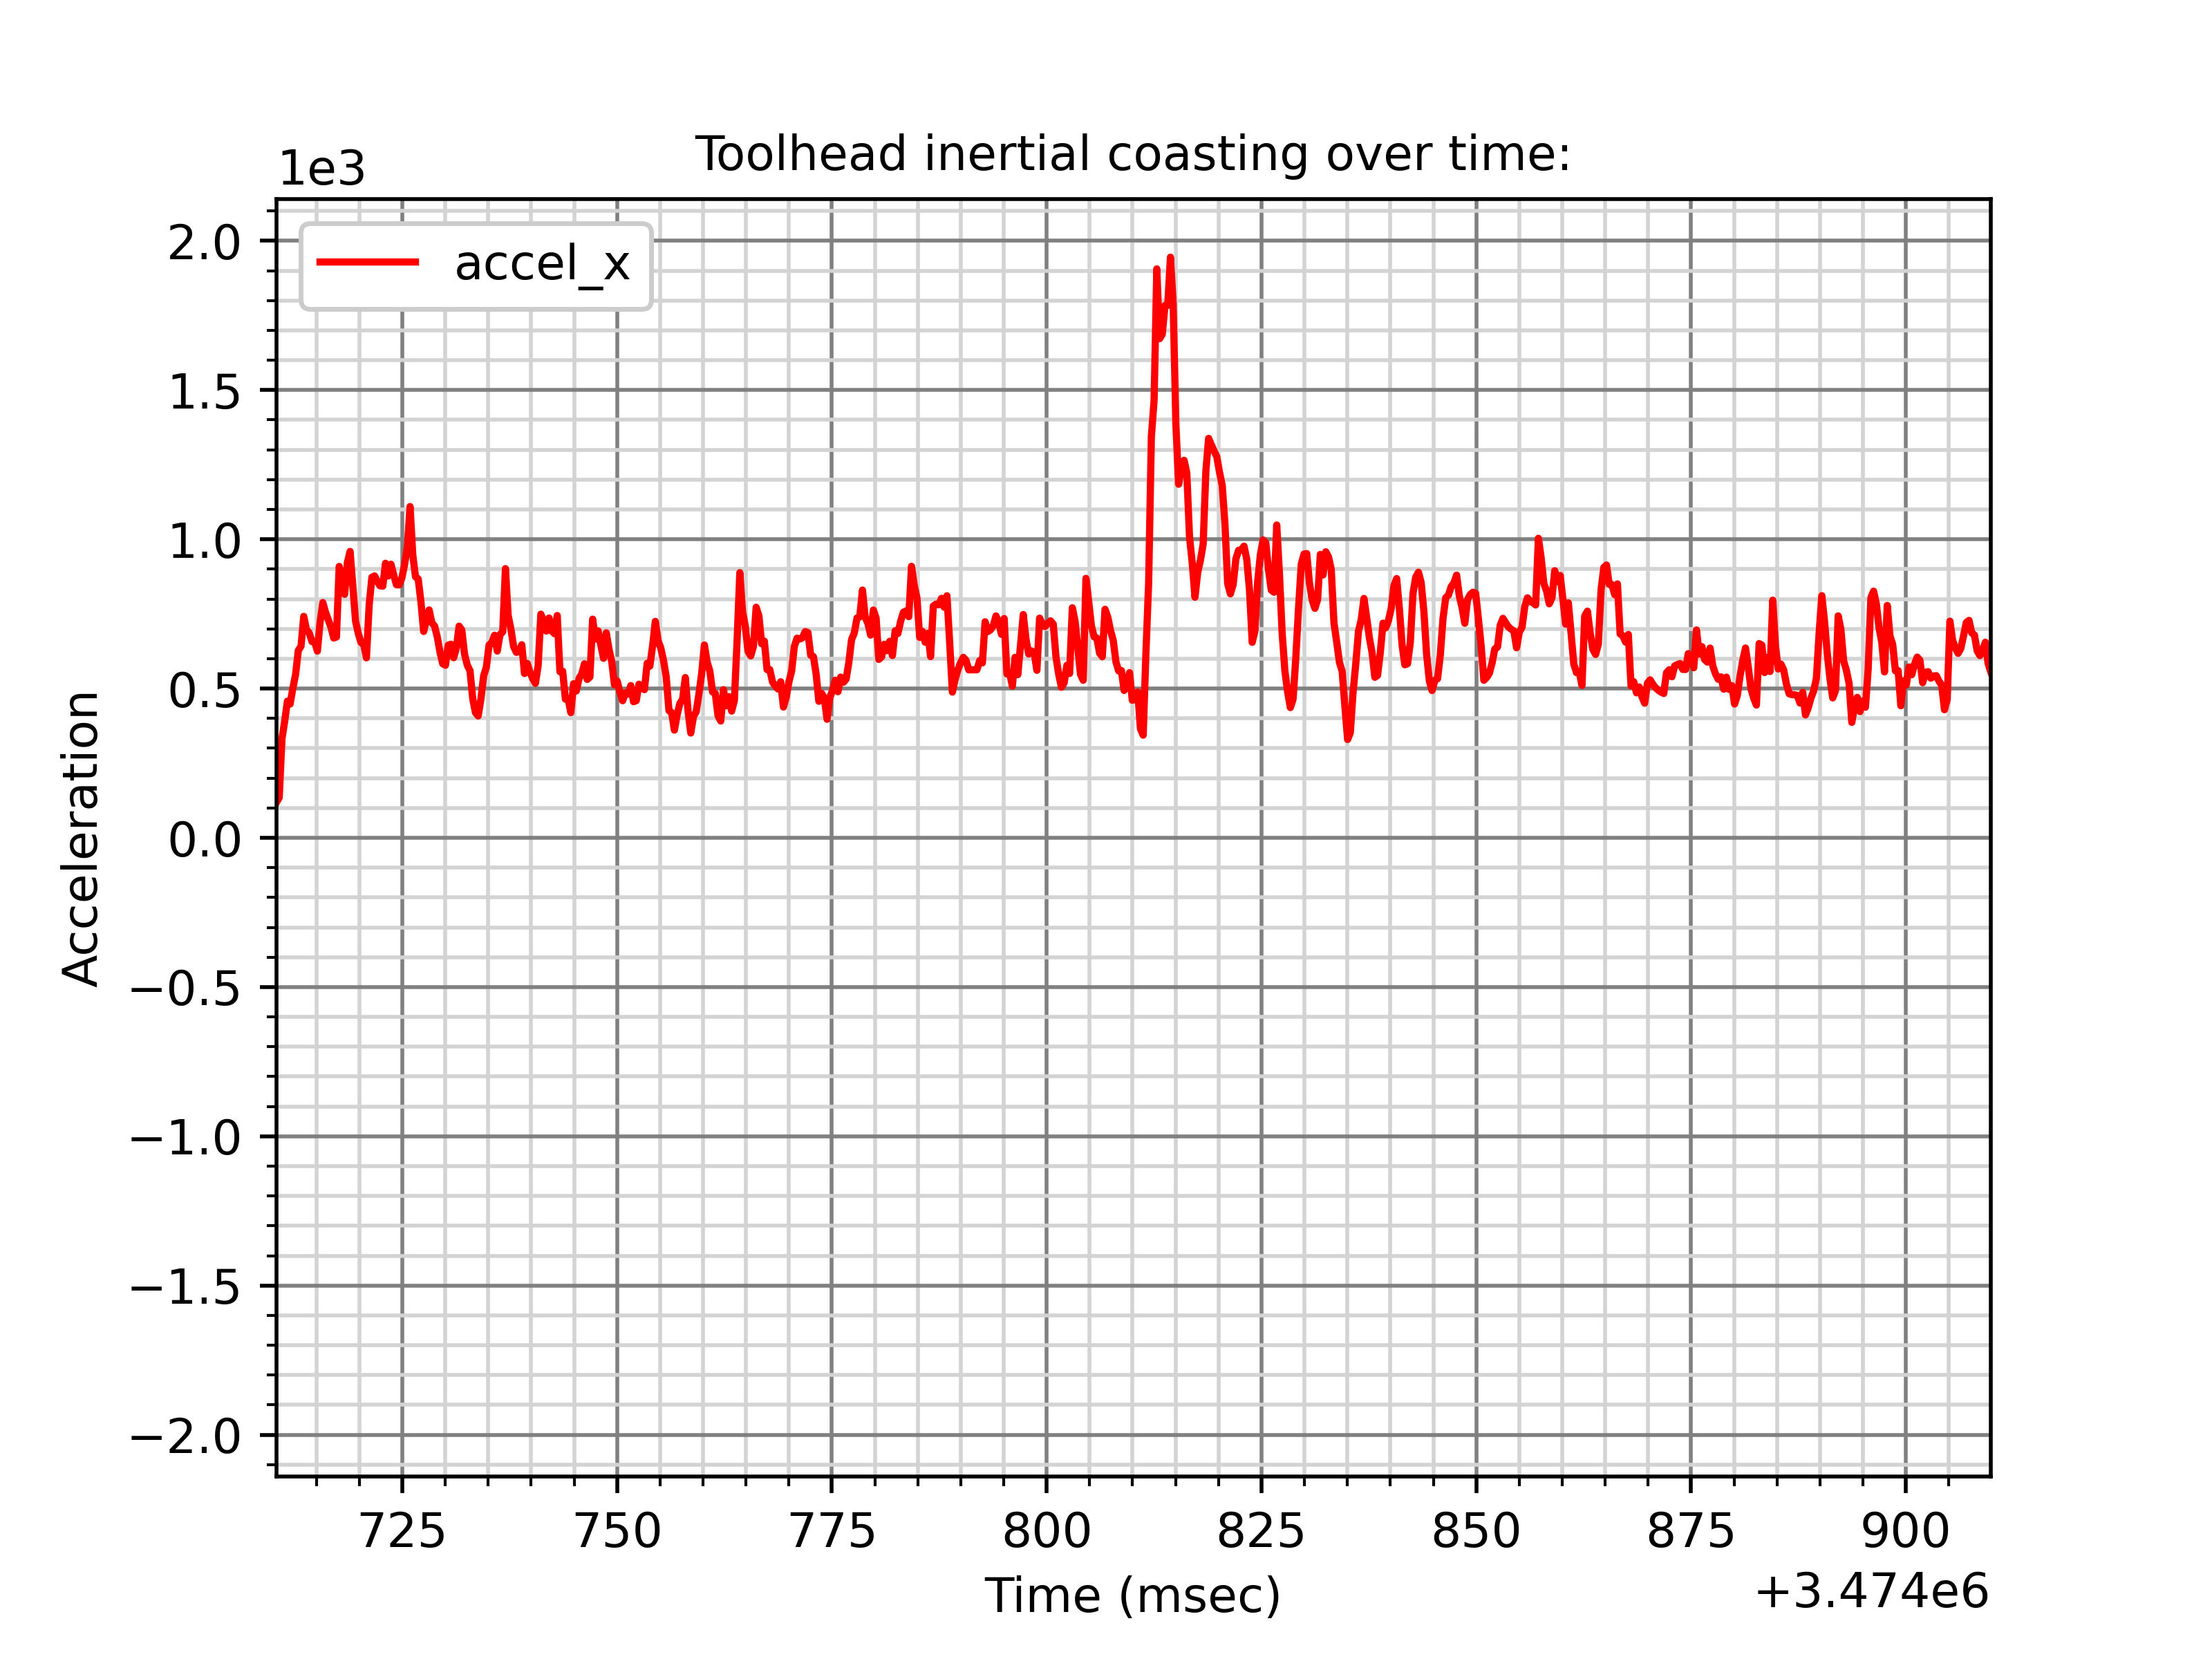 Toolhead inertial coasting over time:
1e3
accel_x
2.0
1.5
1.0
0.5
0.0
−0.5
−1.0
−1.5
−2.0
Acceleration
725 750 775 800 825 850 875 900
Time (msec)
+3.474e6